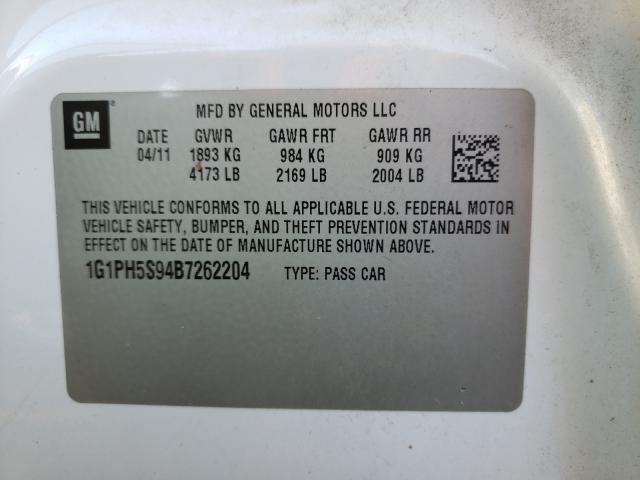 GM®
MFD BY GENERAL MOTORS LLC
DATE GVWR GAWR FRT GAWR RR
04/11 1893 KG 984 KG 909 KG
4173 LB 2169 LB 2004 LB
THIS VEHICLE CONFORMS TO ALL APPLICABLE U.S. FEDERAL MOTOR
VEHICLE SAFETY, BUMPER, AND THEFT PREVENTION STANDARDS IN
EFFECT ON THE DATE OF MANUFACTURE SHOWN ABOVE.
1G1PH5S94B7262204 TYPE: PASS CAR